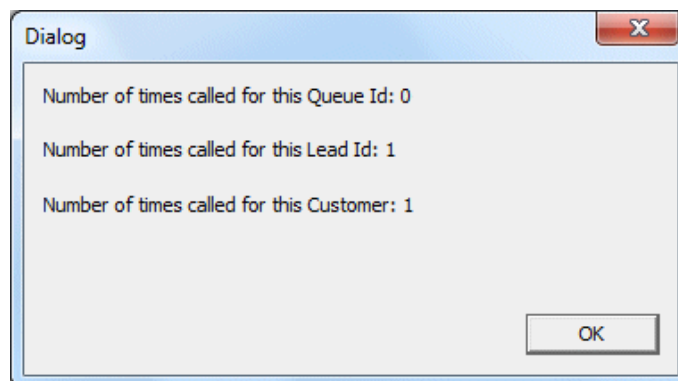 Dialog
Number of times called for this Queue Id: 0
Number of times called for this Lead Id: 1
Number of times called for this Customer: 1
OK